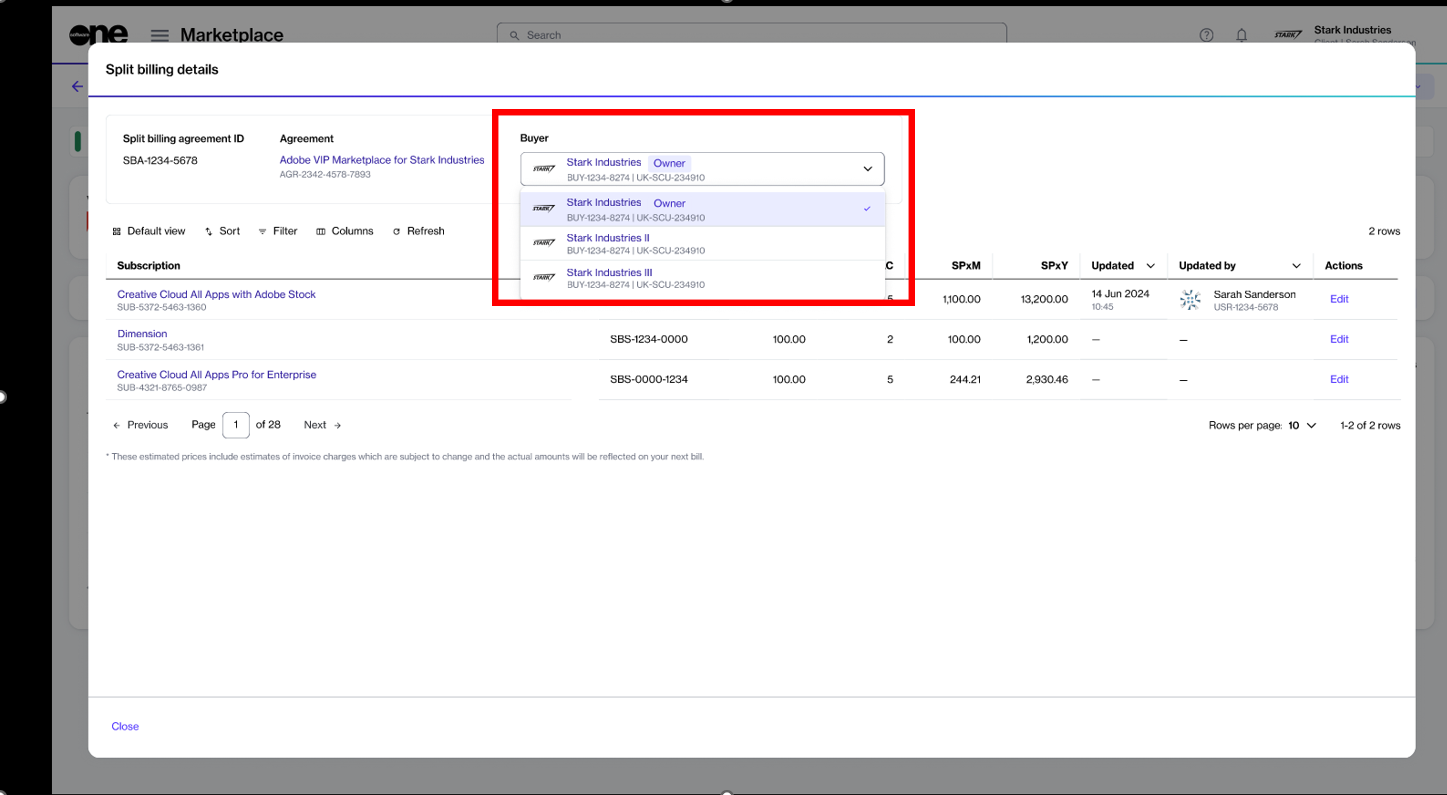 software one Marketplace Search STARK Stark Industries
Client | Sarah Sanderson
Split billing details
Split billing agreement ID Agreement Buyer
SBA-1234-5678 Adobe VIP Marketplace for Stark Industries STARK Stark Industries Owner
AGR-2342-4578-7893 BUY-1234-8274 | UK-SCU-234910
STARK Stark Industries Owner
BUY-1234-8274 | UK-SCU-234910
STARK Stark Industries II
BUY-1234-8274 | UK-SCU-234910
STARK Stark Industries III
BUY-1234-8274 | UK-SCU-234910
Default view Sort Filter Columns Refresh 2 rows
Subscription C SPxM SPxY Updated Updated by Actions
Creative Cloud All Apps with Adobe Stock 5 1,100.00 13,200.00 14 Jun 2024 Sarah Sanderson Edit
SUB-5372-5463-1360 10:45 USR-1234-5678
Dimension SBS-1234-0000 100.00 2 100.00 1,200.00 — — Edit
SUB-5372-5463-1361
Creative Cloud All Apps Pro for Enterprise SBS-0000-1234 100.00 5 244.21 2,930.46 — — Edit
SUB-4321-8765-0987
← Previous Page 1 of 28 Next → Rows per page: 10 1-2 of 2 rows
* These estimated prices include estimates of invoice charges which are subject to change and the actual amounts will be reflected on your next bill.
Close